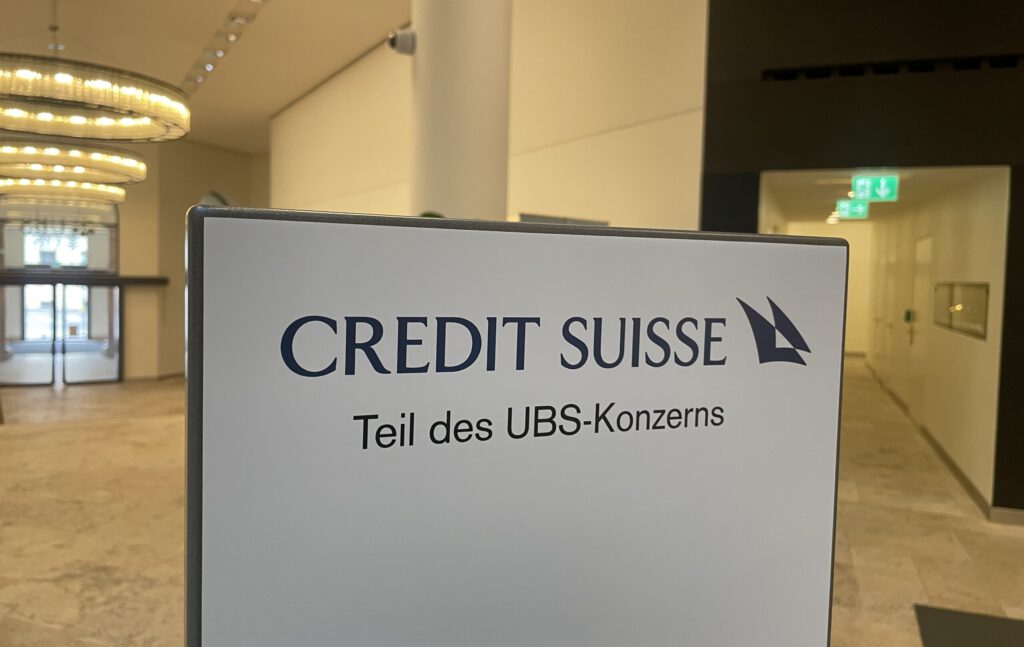 CREDIT SUISSE
Teil des UBS-Konzerns